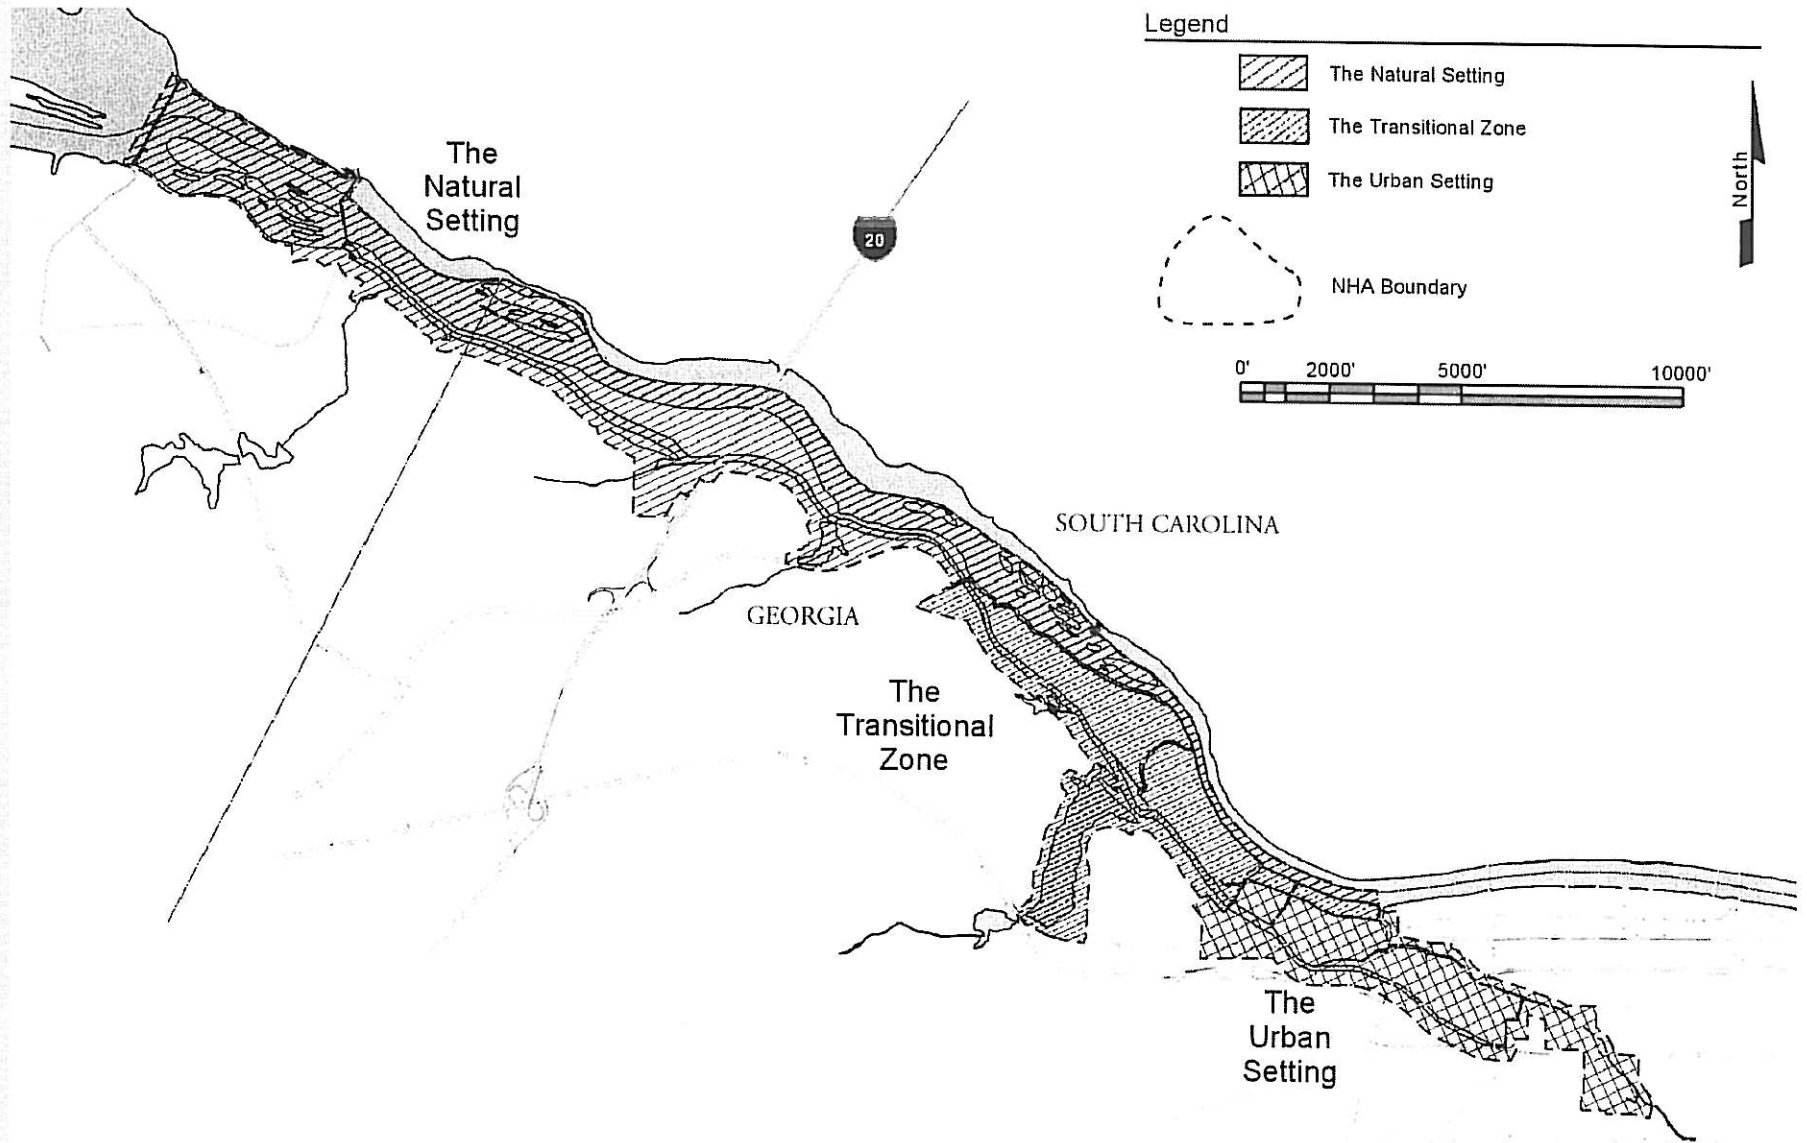 Legend
The Natural Setting
The Transitional Zone
The Urban Setting
NHA Boundary
North
0' 2000' 5000' 10000'
The
Natural
Setting
20
SOUTH CAROLINA
GEORGIA
The
Transitional
Zone
The
Urban
Setting